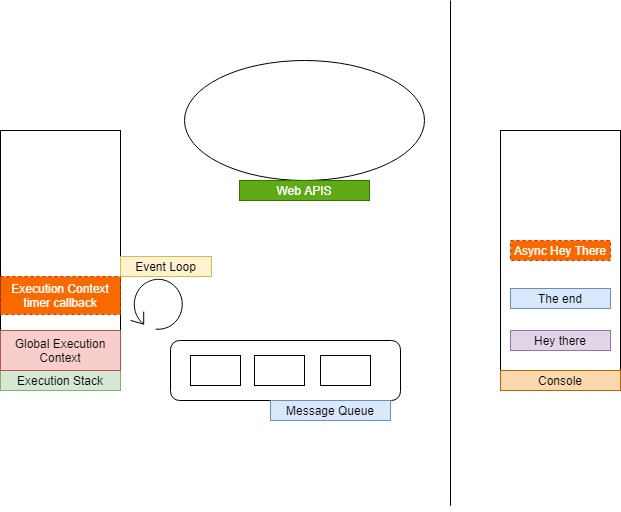 Web APIS
Event Loop
Execution Context
timer callback
Global Execution
Context
Execution Stack
Message Queue
Async Hey There
The end
Hey there
Console